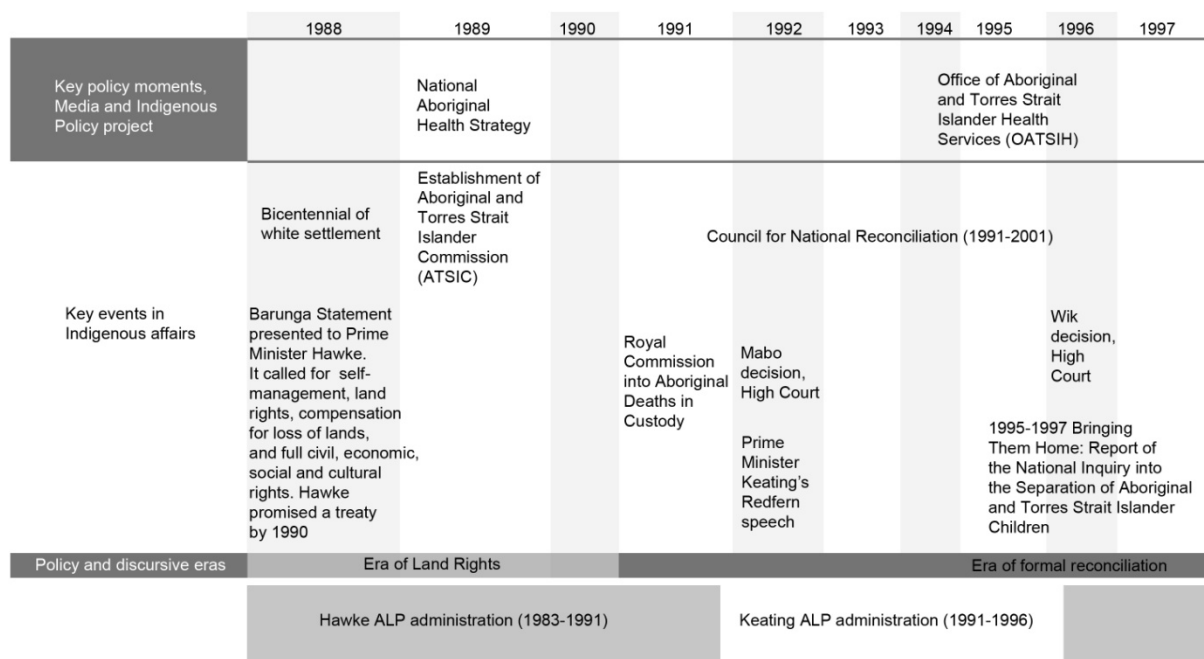 1988 1989 1990 1991 1992 1993 1994 1995 1996 1997
Key policy moments,
Media and Indigenous
Policy project
National
Aboriginal
Health Strategy
Office of Aboriginal
and Torres Strait
Islander Health
Services (OATSIH)
Key events in
Indigenous affairs
Bicentennial of
white settlement
Establishment of
Aboriginal and
Torres Strait
Islander
Commission
(ATSIC)
Council for National Reconciliation (1991-2001)
Barunga Statement
presented to Prime
Minister Hawke.
It called for self-
management, land
rights, compensation
for loss of lands,
and full civil, economic,
social and cultural
rights. Hawke
promised a treaty
by 1990
Royal
Commission
into Aboriginal
Deaths in
Custody
Mabo
decision,
High Court
Prime
Minister
Keating’s
Redfern
speech
Wik
decision,
High
Court
1995-1997 Bringing
Them Home: Report of
the National Inquiry into
the Separation of Aboriginal
and Torres Strait Islander
Children
Policy and discursive eras
Era of Land Rights
Era of formal reconciliation
Hawke ALP administration (1983-1991)
Keating ALP administration (1991-1996)